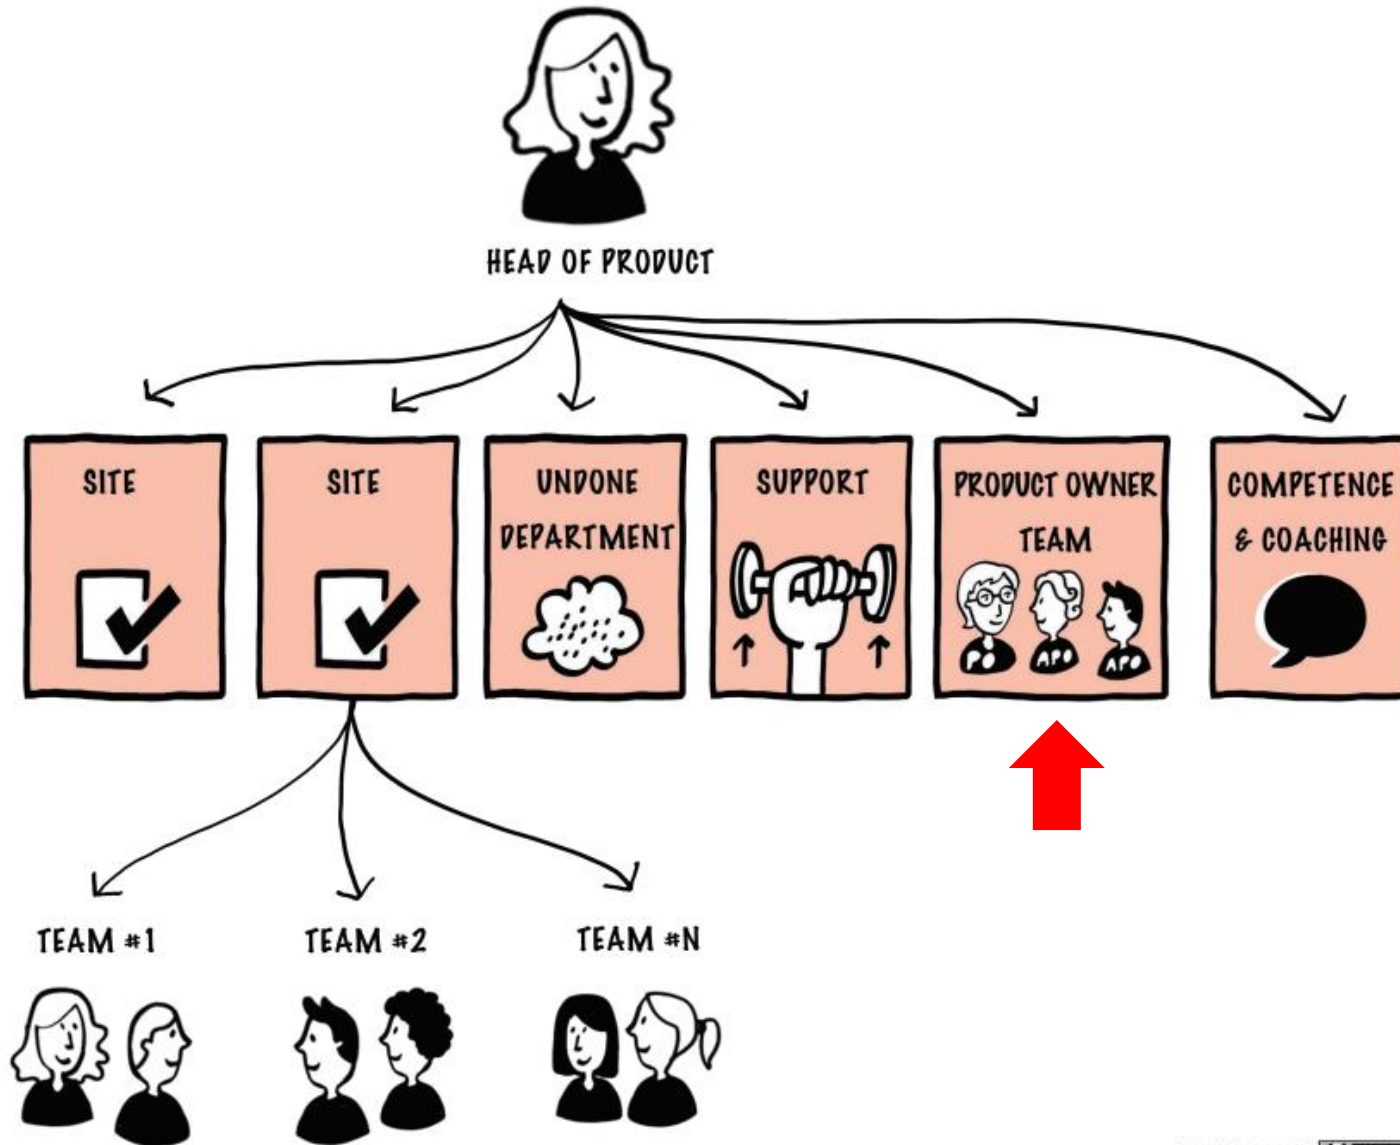 HEAD OF PRODUCT
SITE
SITE
UNDONE
DEPARTMENT
SUPPORT
PRODUCT OWNER
TEAM
PO
APO
APO
COMPETENCE
& COACHING
TEAM #1
TEAM #2
TEAM #N